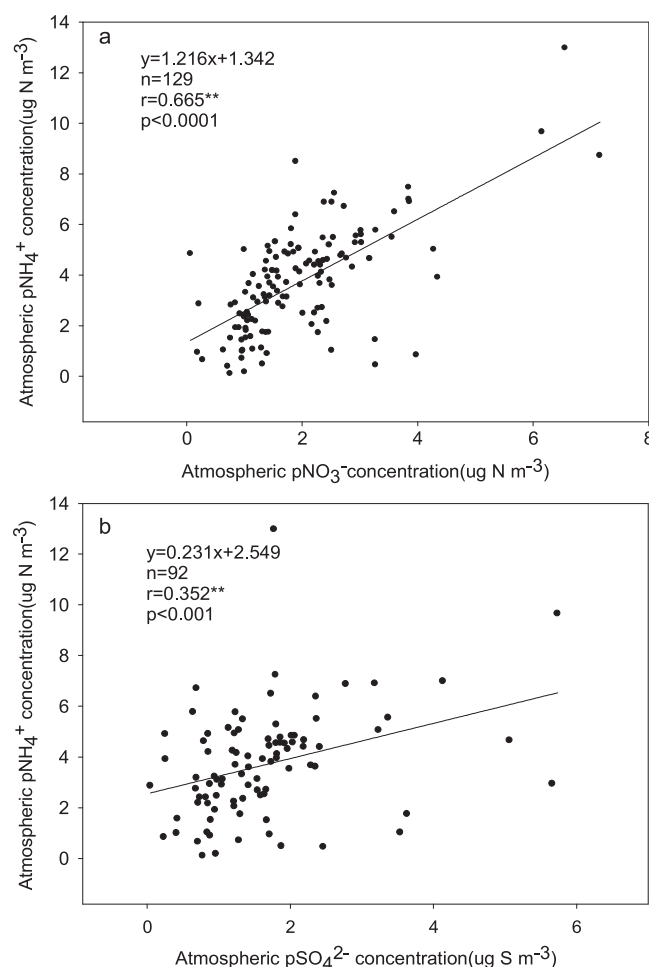 a
y=1.216x+1.342
n=129
r=0.665**
p<0.0001
Atmospheric pNH₄⁺ concentration(ug N m⁻³)
14
12
10
8
6
4
2
0
0 2 4 6 8
Atmospheric pNO₃⁻concentration(ug N m⁻³)
b
y=0.231x+2.549
n=92
r=0.352**
p<0.001
Atmospheric pNH₄⁺ concentration(ug N m⁻³)
14
12
10
8
6
4
2
0
0 2 4 6
Atmospheric pSO₄²⁻ concentration(ug S m⁻³)